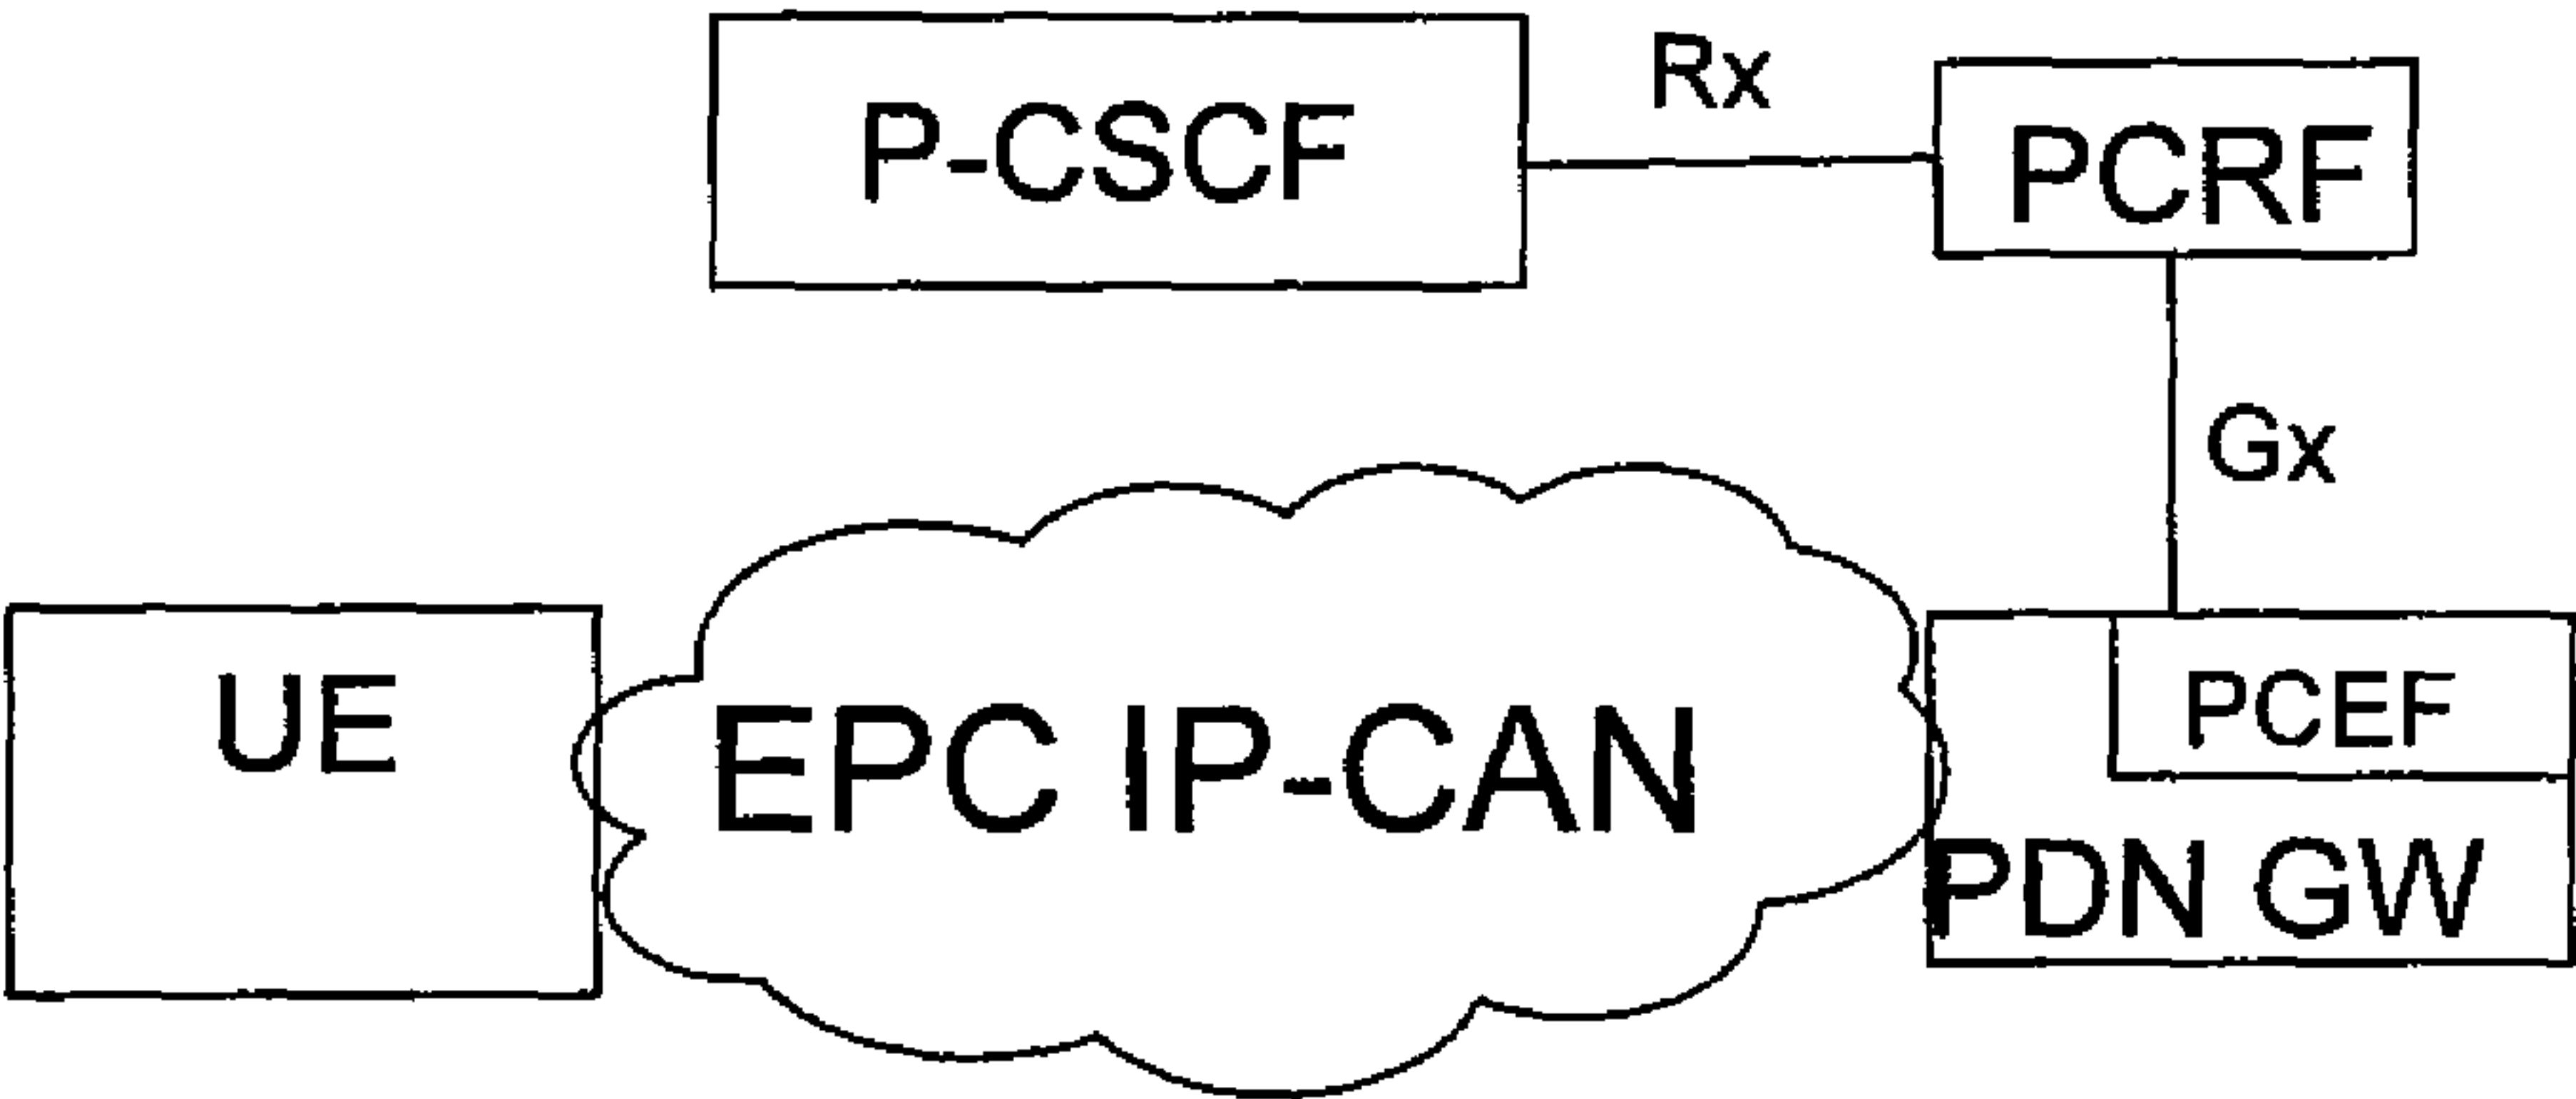 P-CSCF
Rx
PCRF
Gx
UE
EPC IP-CAN
PCEF
PDN GW